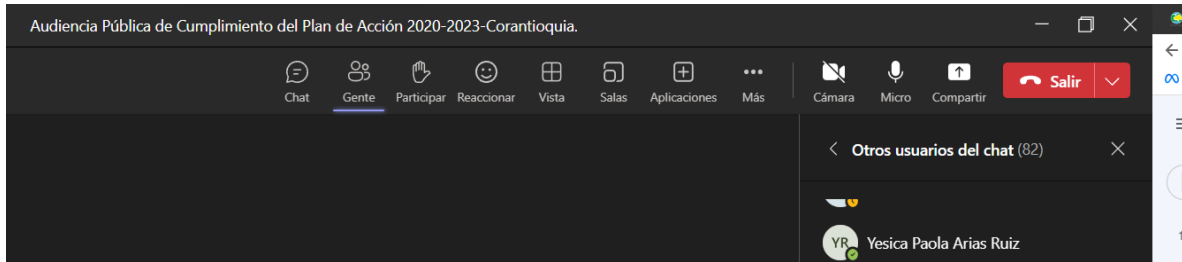 Audiencia Pública de Cumplimiento del Plan de Acción 2020-2023-Corantioquia.
Chat Gente Participar Reaccionar Vista Salas Aplicaciones Más Cámara Micro Compartir Salir
Otros usuarios del chat (82)
YR Yesica Paola Arias Ruiz